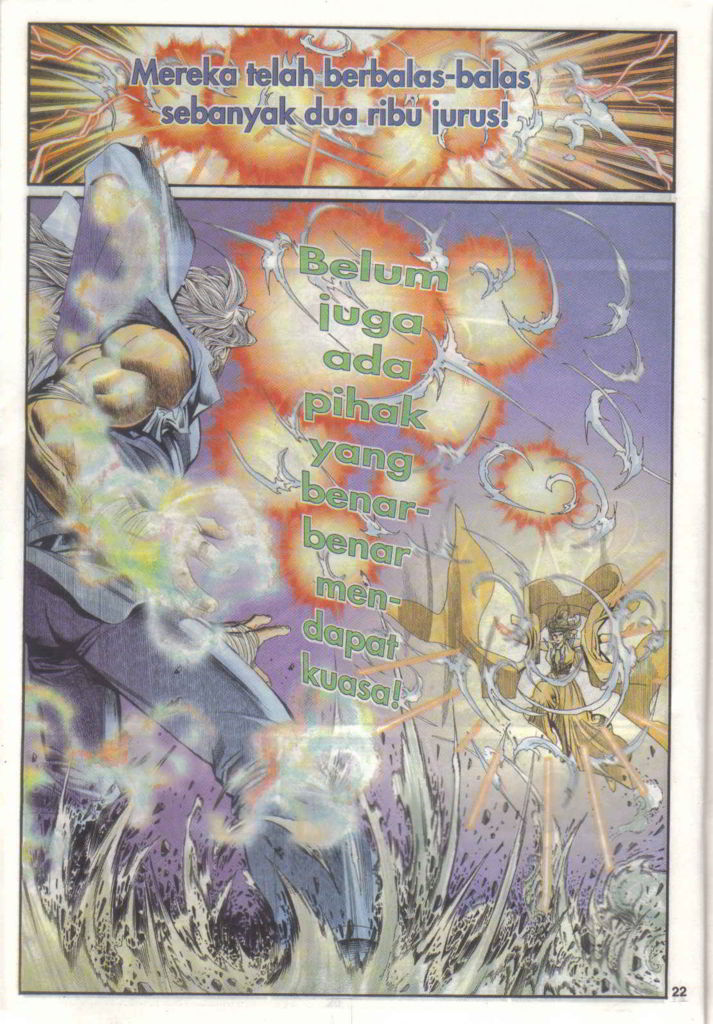 Mereka telah berbalas-balas
sebanyak dua ribu jurus!
Belum
juga
ada
pihak
yang
benar-
benar
men-
dapat
kuasa!
22